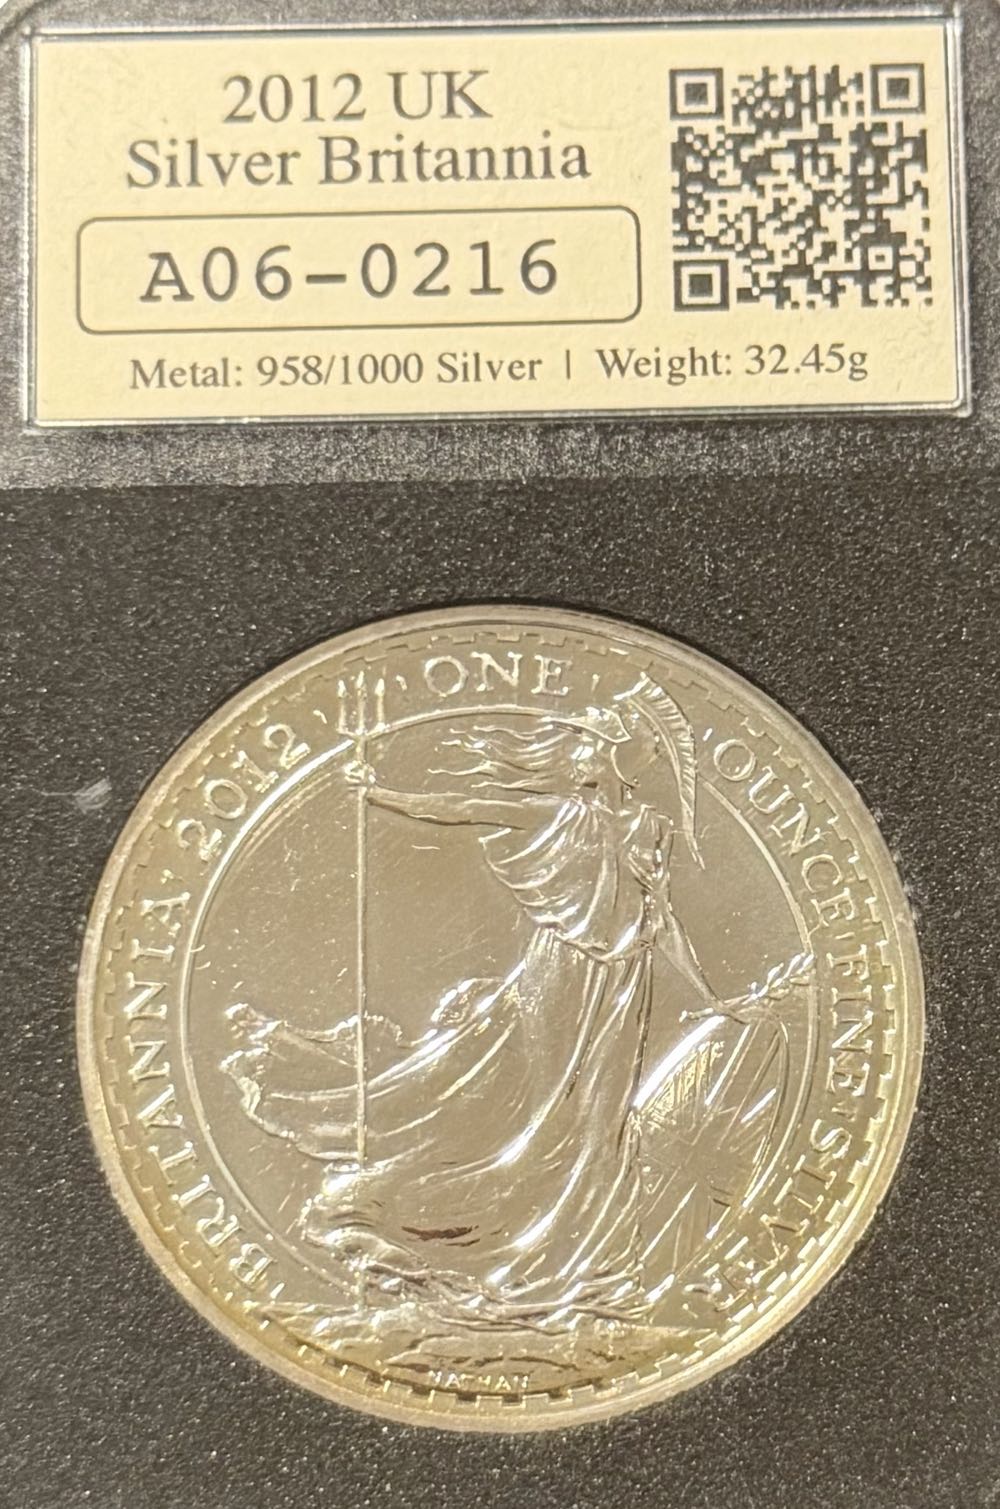 2012 UK
Silver Britannia
A06-0216
Metal: 958/1000 Silver | Weight: 32.45g
BRITANNIA 2012 · ONE · OUNCE FINE SILVER
NATHAN